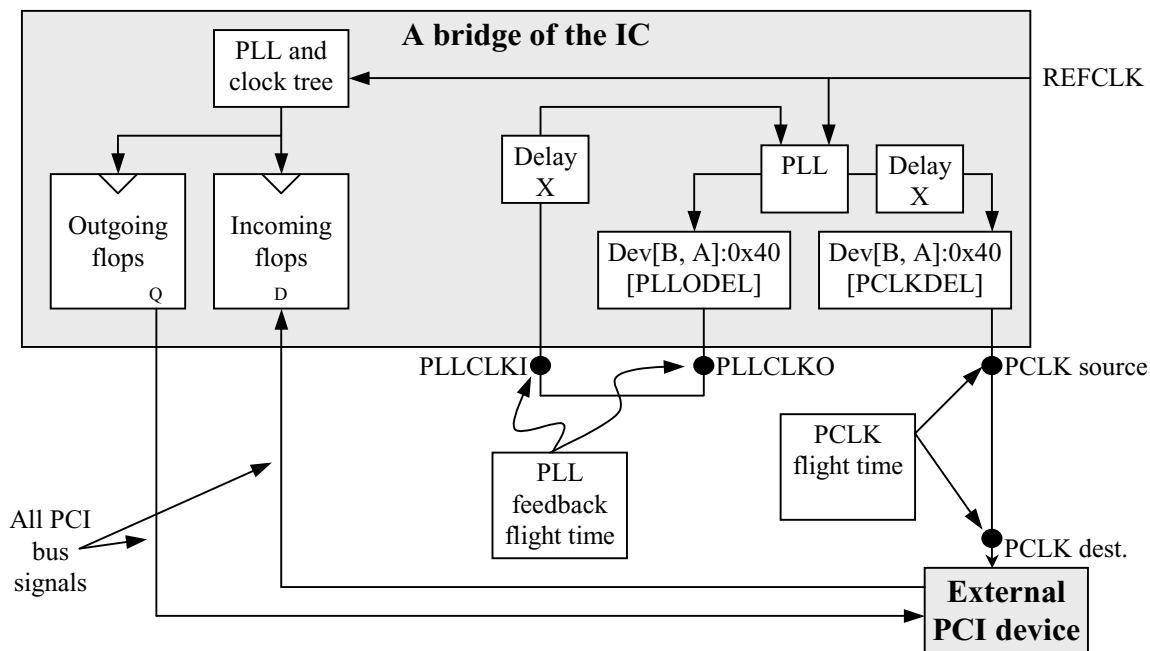 A bridge of the IC
PLL and
clock tree
REFCLK
Delay
X
PLL
Delay
X
Outgoing
flops
Q
Incoming
flops
D
Dev[B, A]:0x40
[PLLODEL]
Dev[B, A]:0x40
[PCLKDEL]
PLLCLKI
PLLCLKO
PCLK source
PCLK
flight time
PLL
feedback
flight time
All PCI
bus
signals
PCLK dest.
External
PCI device